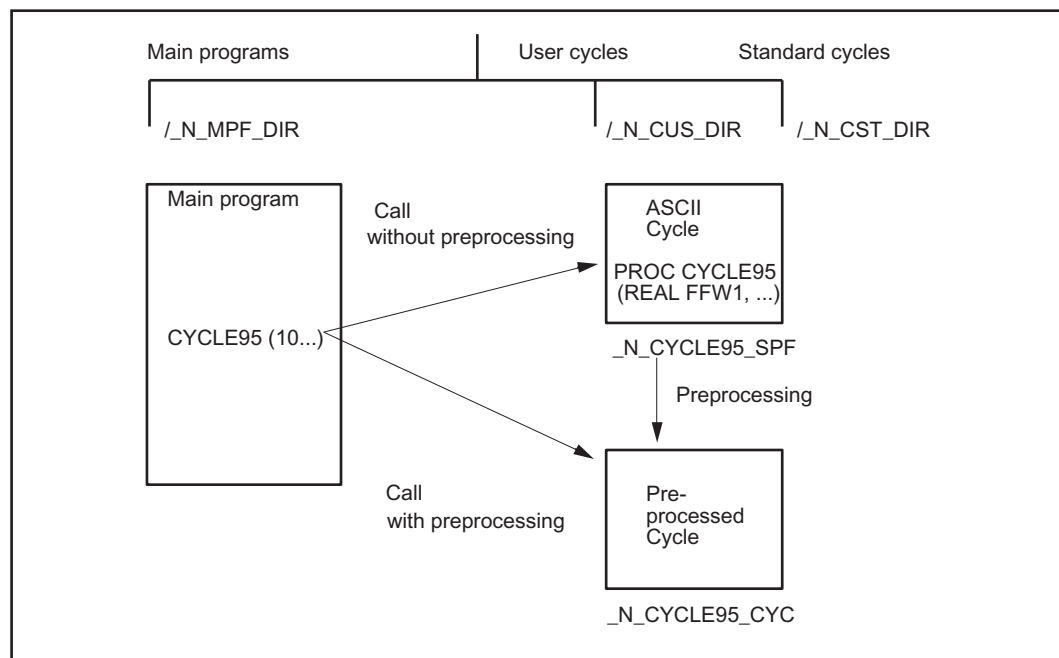 Main programs
User cycles
Standard cycles
/_N_MPF_DIR
/_N_CUS_DIR
/_N_CST_DIR
Main program
Call
without preprocessing
ASCII
Cycle
PROC CYCLE95
(REAL FFW1, ...)
CYCLE95 (10...)
_N_CYCLE95_SPF
Preprocessing
Call
with preprocessing
Pre-
processed
Cycle
_N_CYCLE95_CYC